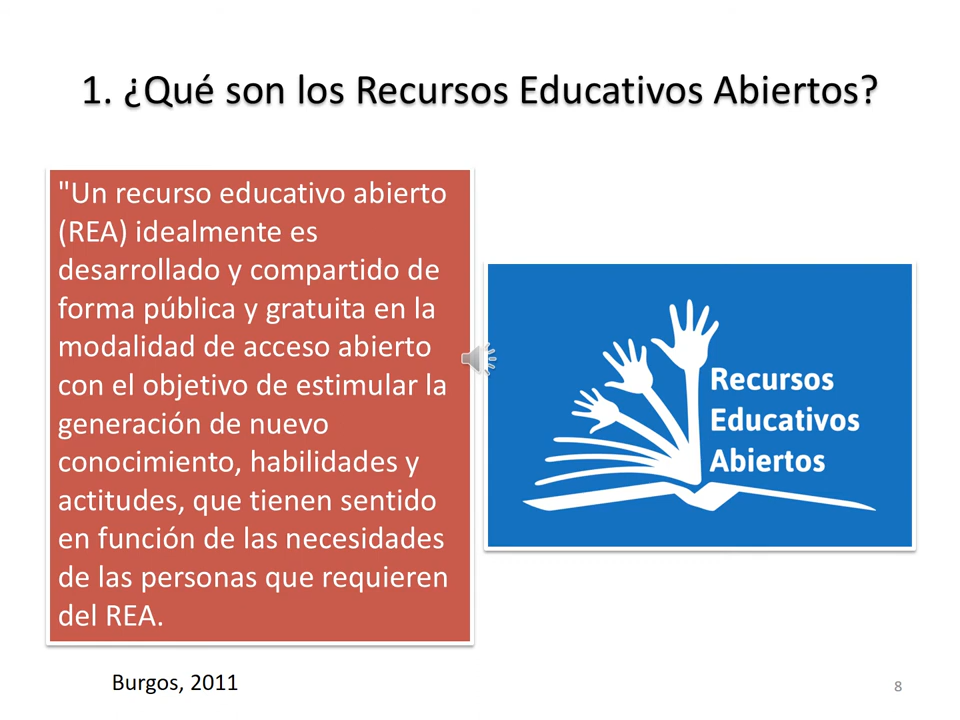 1. ¿Qué son los Recursos Educativos Abiertos?
"Un recurso educativo abierto
(REA) idealmente es
desarrollado y compartido de
forma pública y gratuita en la
modalidad de acceso abierto
con el objetivo de estimular la
generación de nuevo
conocimiento, habilidades y
actitudes, que tienen sentido
en función de las necesidades
de las personas que requieren
del REA.
Recursos
Educativos
Abiertos
Burgos, 2011
8